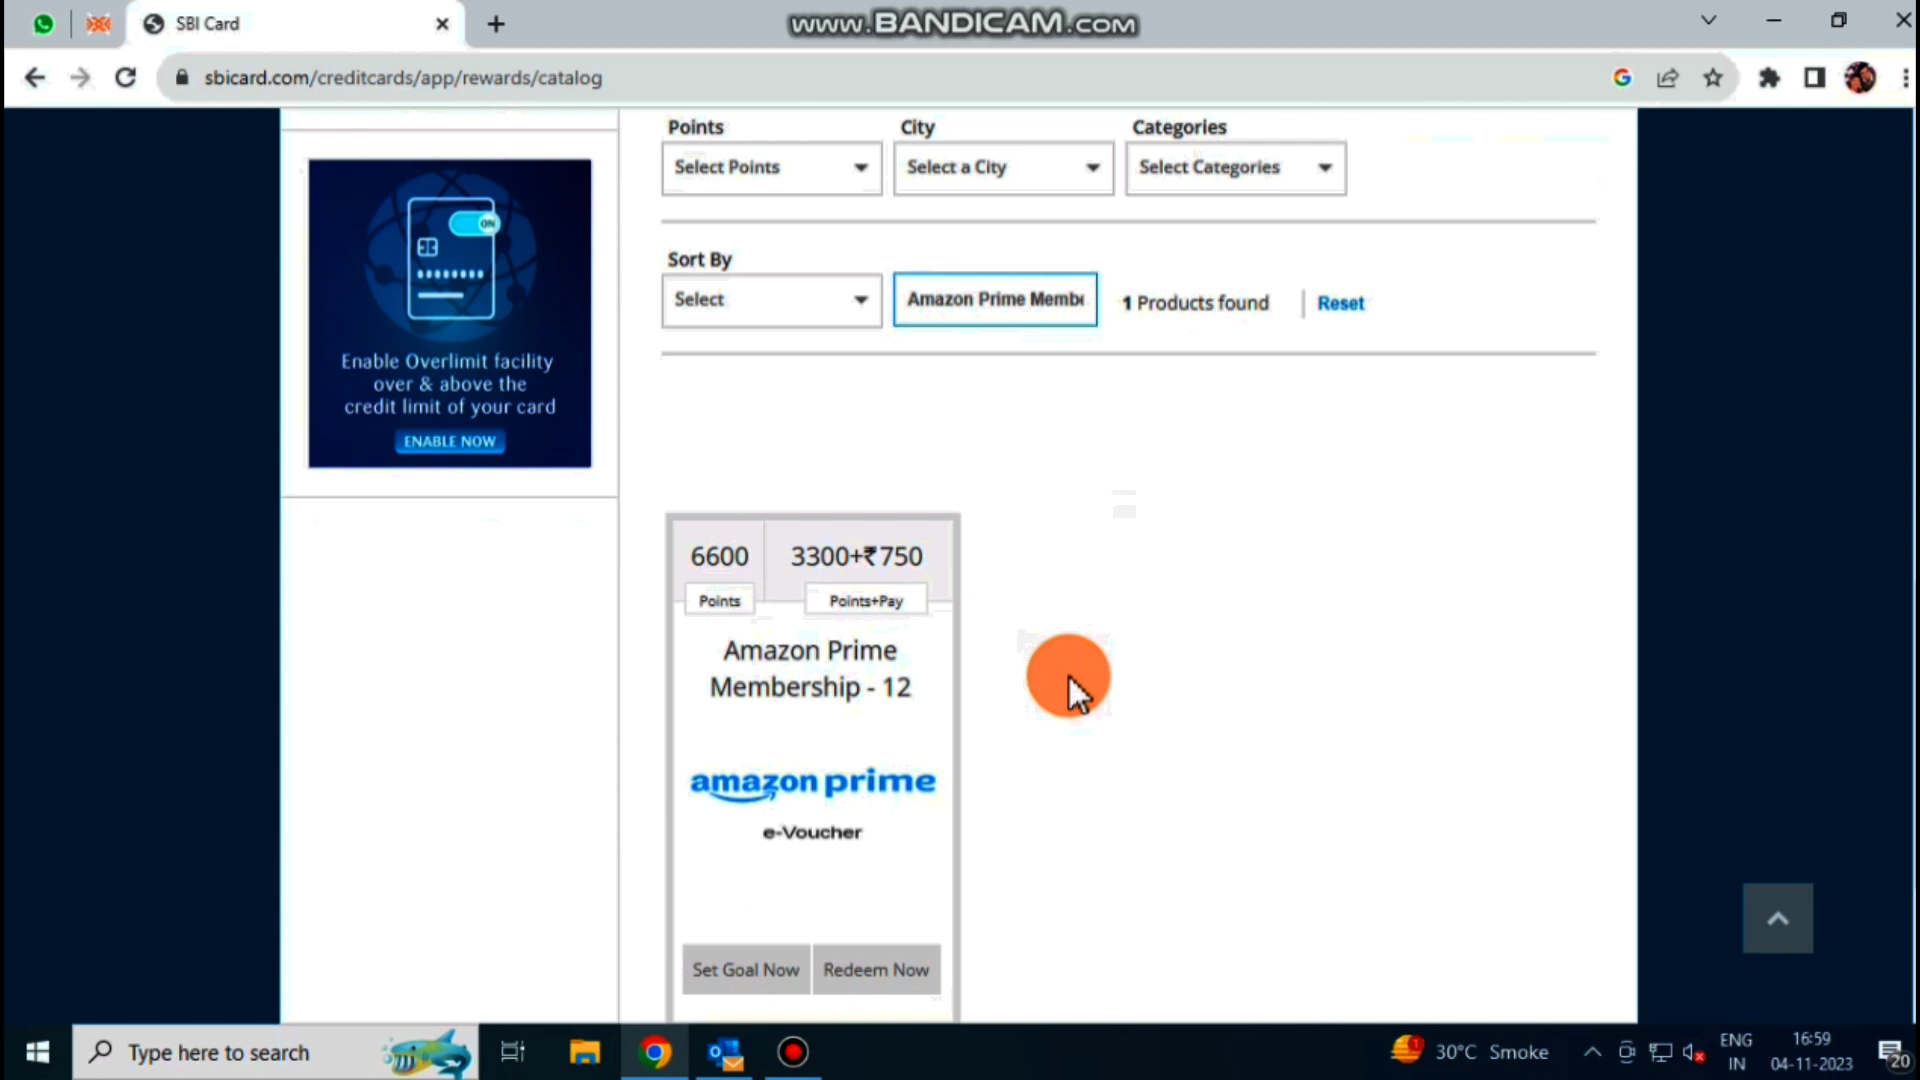 SBI Card
www.BANDICAM.com
sbicard.com/creditcards/app/rewards/catalog
Points
City
Categories
Select Points
Select a City
Select Categories
Sort By
Select
Amazon Prime Membe
1 Products found
Reset
ON
Enable Overlimit facility
over & above the
credit limit of your card
ENABLE NOW
6600
3300+₹750
Points
Points+Pay
Amazon Prime
Membership - 12
amazon prime
e-Voucher
Set Goal Now
Redeem Now
Type here to search
30°C Smoke
ENG
IN
16:59
04-11-2023
20